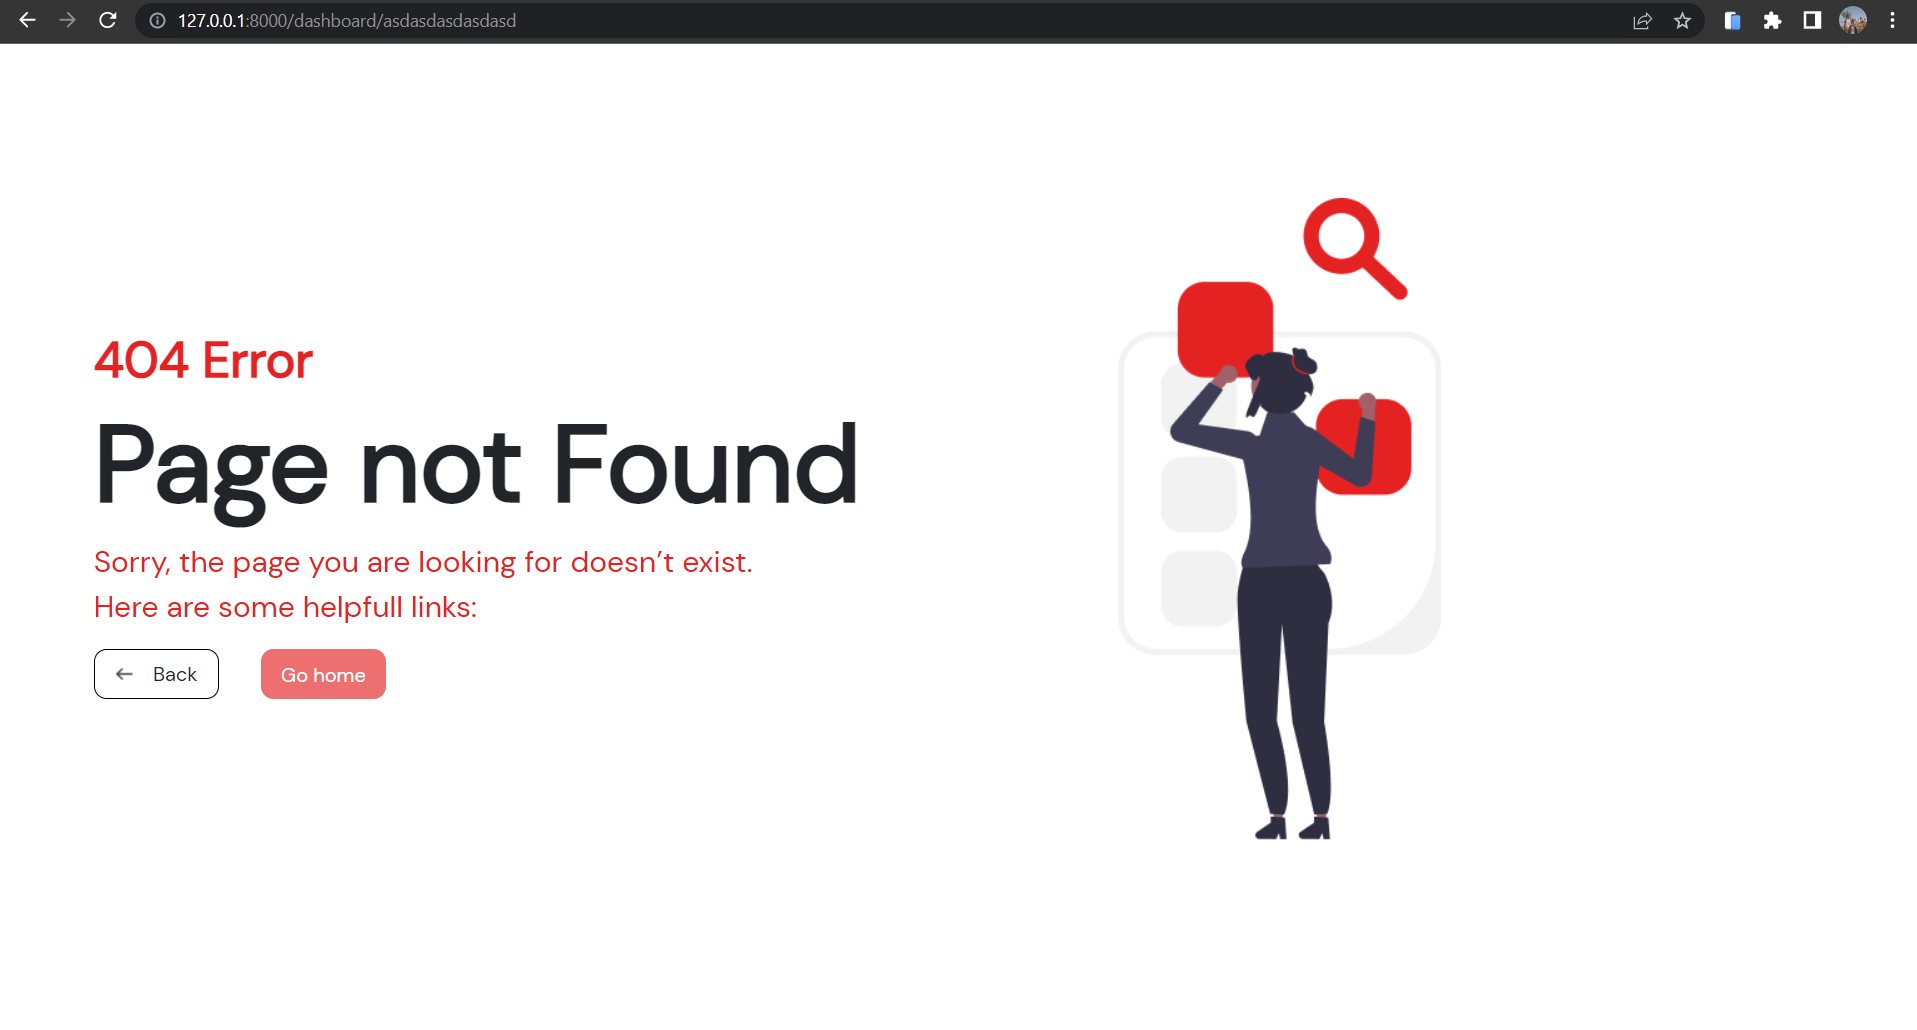 127.0.0.1:8000/dashboard/asdasdasdasdasd
404 Error
Page not Found
Sorry, the page you are looking for doesn’t exist.
Here are some helpfull links:
Back
Go home